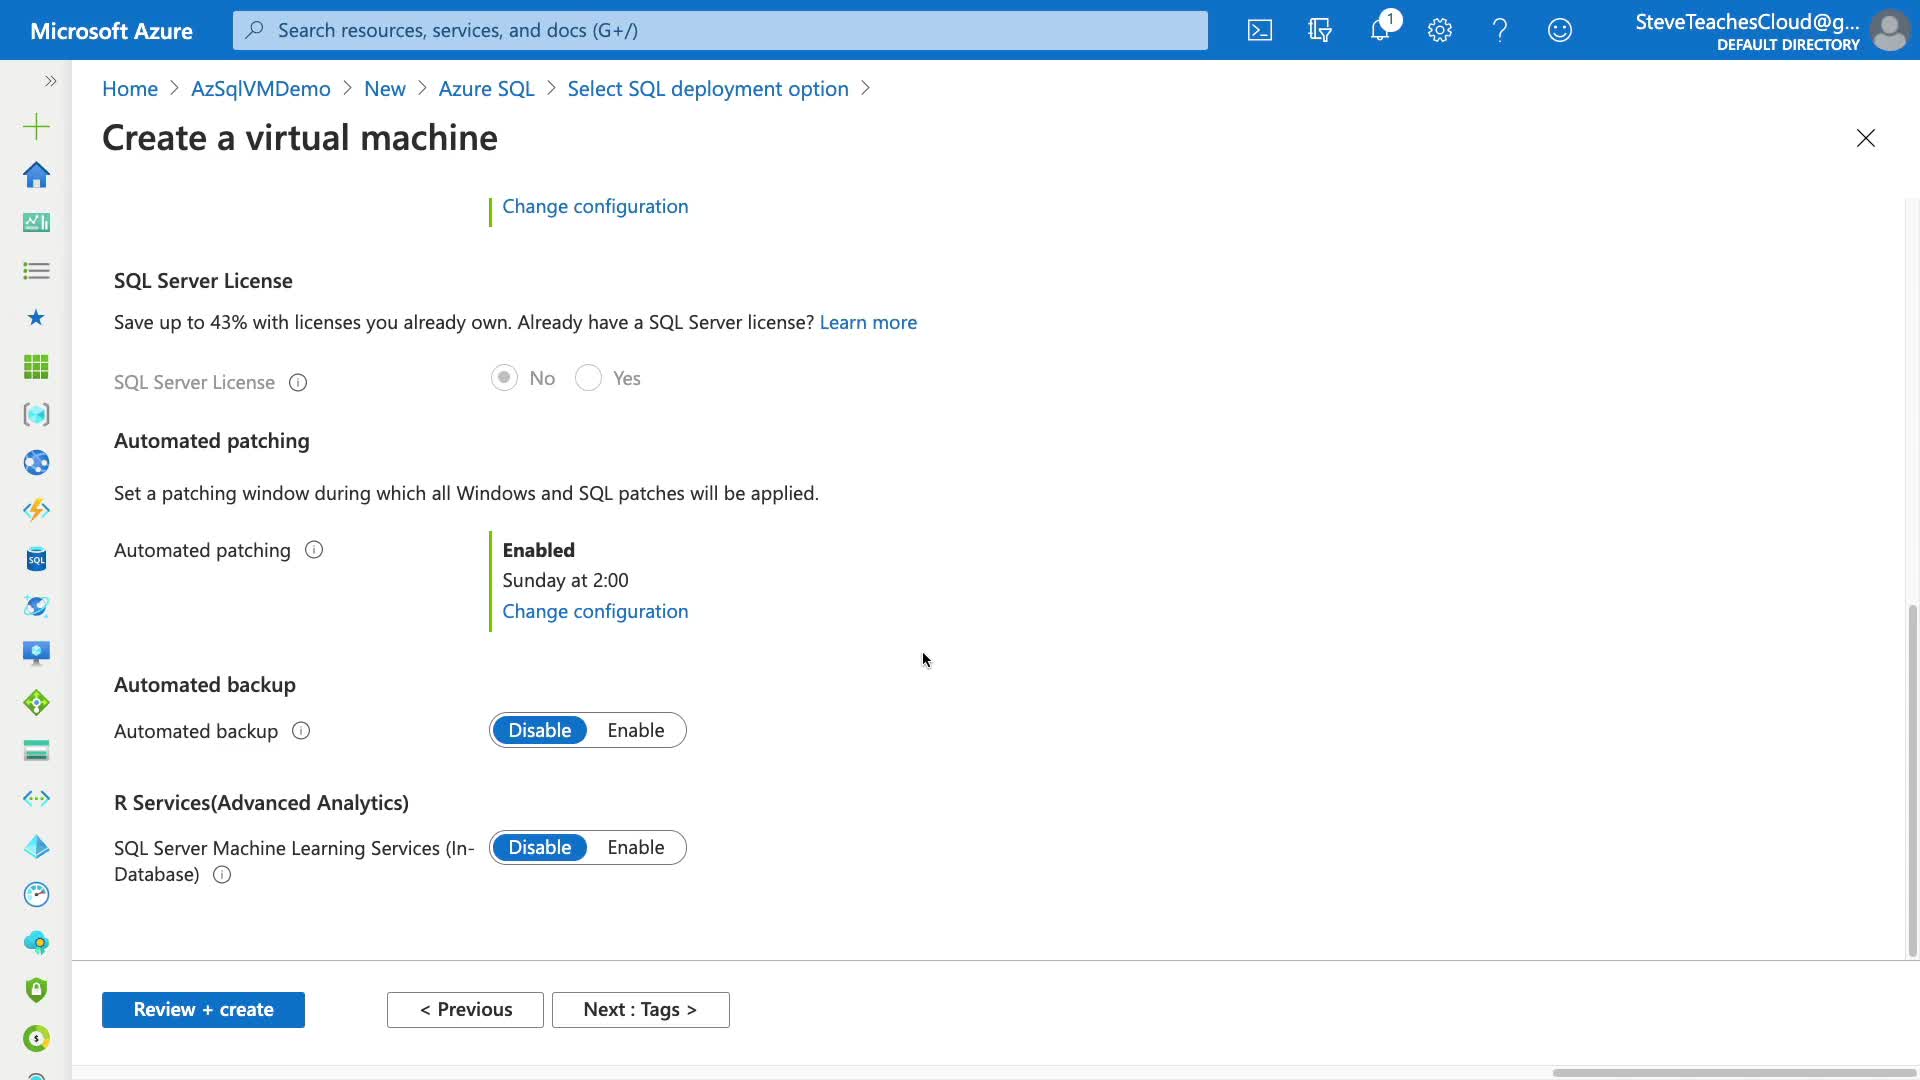 Microsoft Azure
Search resources, services, and docs (G+/)
1
SteveTeachesCloud@g...
DEFAULT DIRECTORY
Home > AzSqlVMDemo > New > Azure SQL > Select SQL deployment option >
Create a virtual machine
Change configuration
SQL Server License
Save up to 43% with licenses you already own. Already have a SQL Server license? Learn more
SQL Server License No Yes
Automated patching
Set a patching window during which all Windows and SQL patches will be applied.
Automated patching Enabled
Sunday at 2:00
Change configuration
Automated backup
Automated backup Disable Enable
R Services(Advanced Analytics)
SQL Server Machine Learning Services (In- Disable Enable
Database)
Review + create < Previous Next : Tags >
SQL